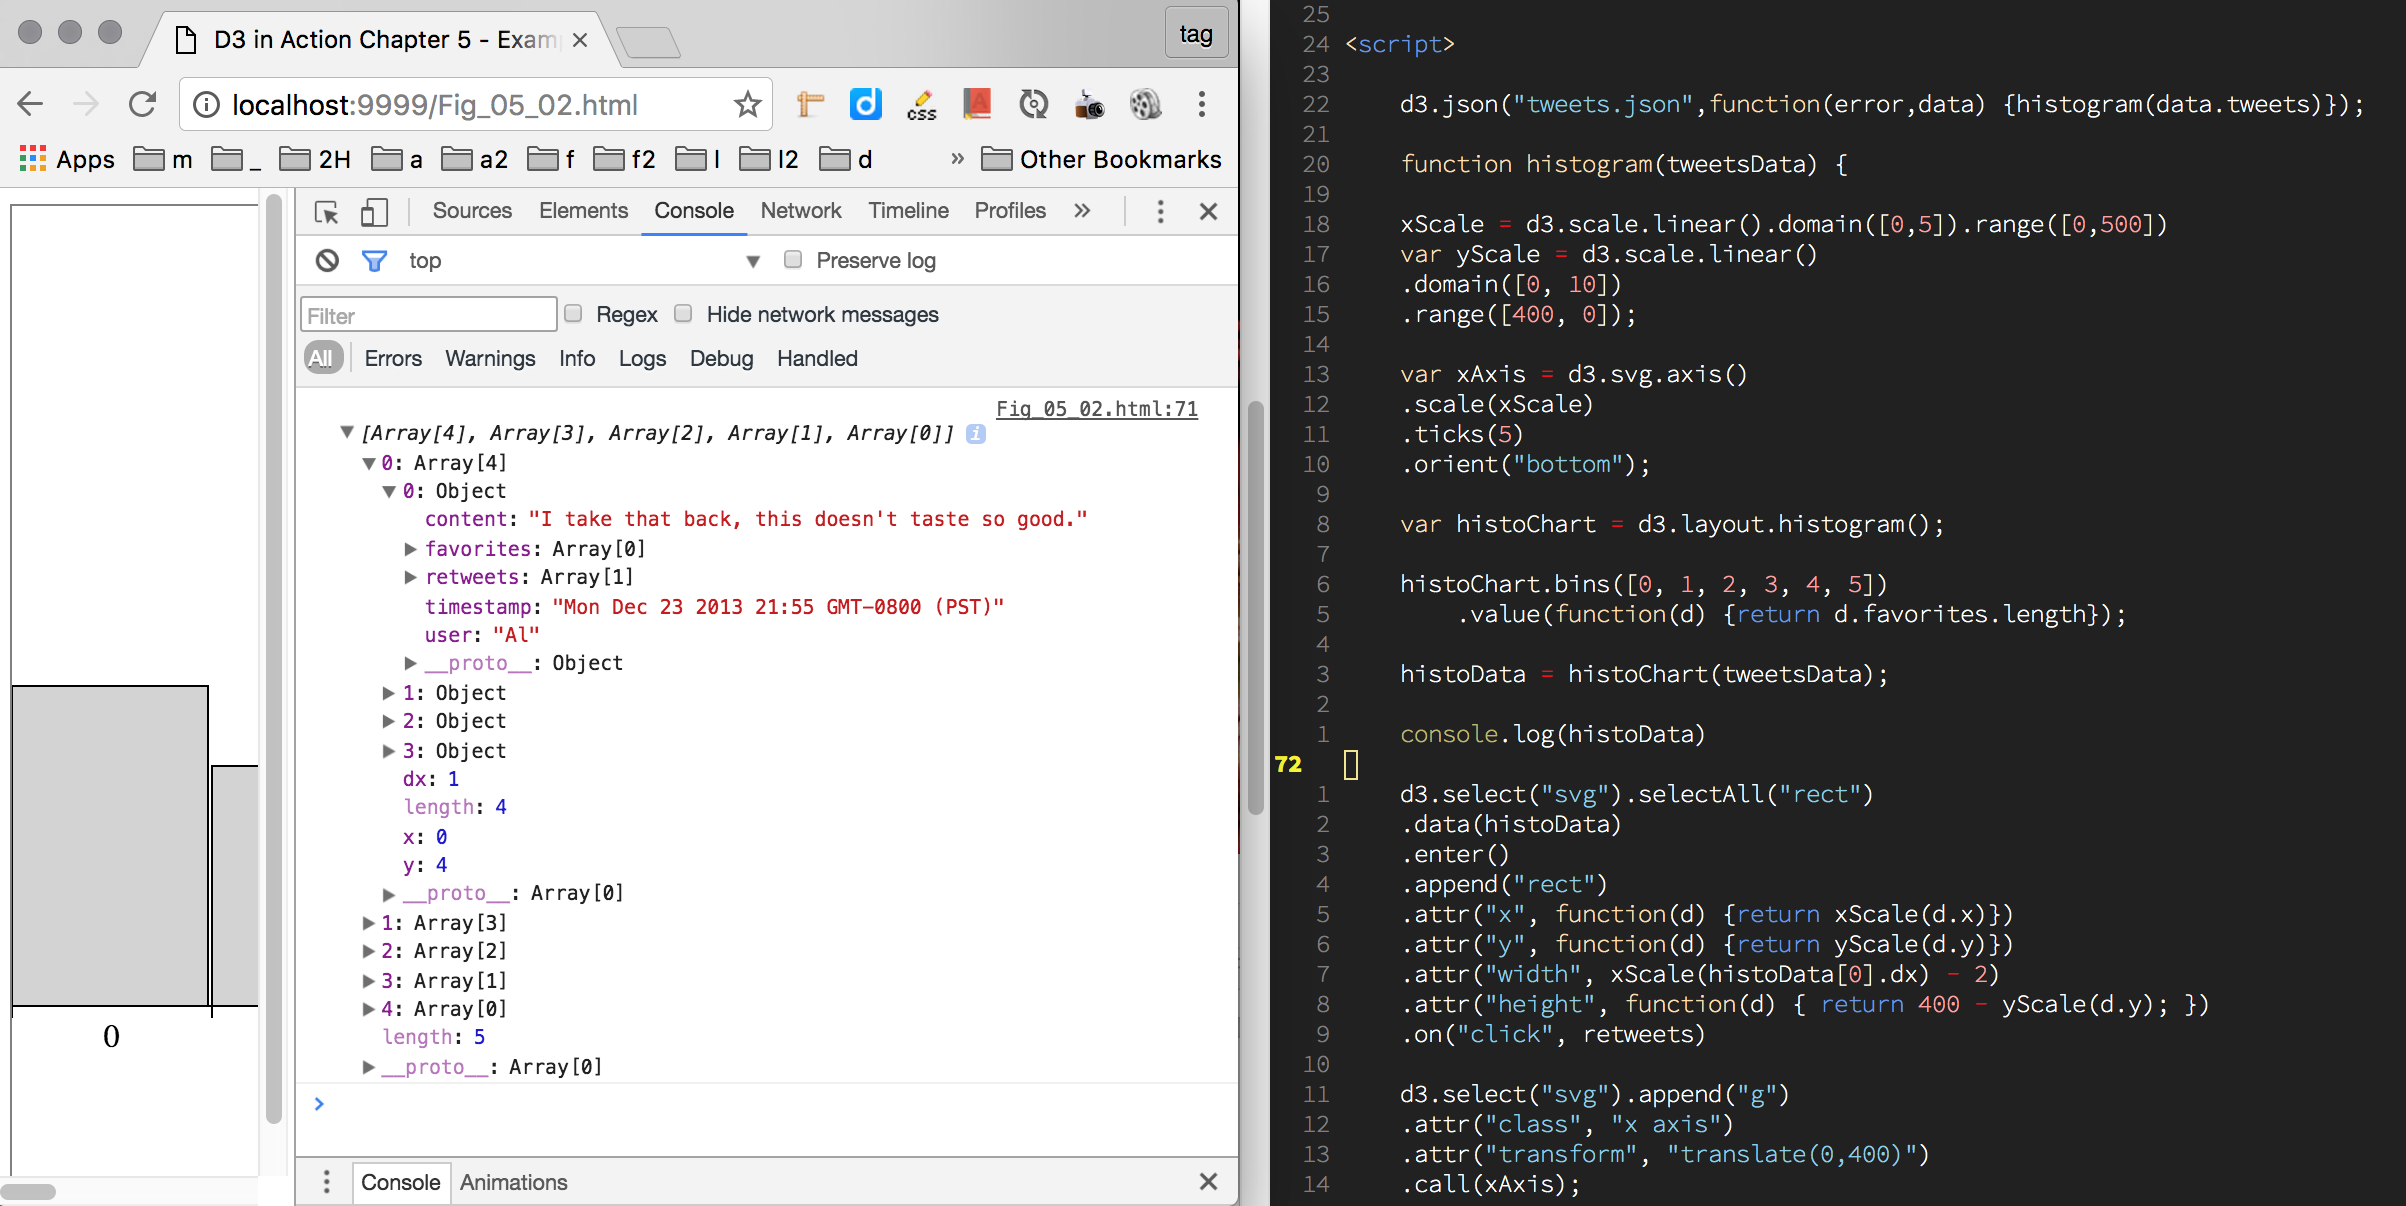 D3 in Action Chapter 5 - Exam
tag
localhost:9999/Fig_05_02.html
css
Apps m _ 2H a a2 f f2 l l2 d » Other Bookmarks
Sources Elements Console Network Timeline Profiles »
top Preserve log
Filter Regex Hide network messages
All Errors Warnings Info Logs Debug Handled
Fig_05_02.html:71
[Array[4], Array[3], Array[2], Array[1], Array[0]] i
0: Array[4]
0: Object
content: "I take that back, this doesn't taste so good."
favorites: Array[0]
retweets: Array[1]
timestamp: "Mon Dec 23 2013 21:55 GMT-0800 (PST)"
user: "Al"
__proto__: Object
1: Object
2: Object
3: Object
dx: 1
length: 4
x: 0
y: 4
__proto__: Array[0]
1: Array[3]
2: Array[2]
3: Array[1]
4: Array[0]
length: 5
__proto__: Array[0]
>
Console Animations
0
25
24 <script>
23
22 d3.json("tweets.json",function(error,data) {histogram(data.tweets)});
21
20 function histogram(tweetsData) {
19
18 xScale = d3.scale.linear().domain([0,5]).range([0,500])
17 var yScale = d3.scale.linear()
16 .domain([0, 10])
15 .range([400, 0]);
14
13 var xAxis = d3.svg.axis()
12 .scale(xScale)
11 .ticks(5)
10 .orient("bottom");
9
8 var histoChart = d3.layout.histogram();
7
6 histoChart.bins([0, 1, 2, 3, 4, 5])
5 .value(function(d) {return d.favorites.length});
4
3 histoData = histoChart(tweetsData);
2
1 console.log(histoData)
72
1 d3.select("svg").selectAll("rect")
2 .data(histoData)
3 .enter()
4 .append("rect")
5 .attr("x", function(d) {return xScale(d.x)})
6 .attr("y", function(d) {return yScale(d.y)})
7 .attr("width", xScale(histoData[0].dx) - 2)
8 .attr("height", function(d) { return 400 - yScale(d.y); })
9 .on("click", retweets)
10
11 d3.select("svg").append("g")
12 .attr("class", "x axis")
13 .attr("transform", "translate(0,400)")
14 .call(xAxis);